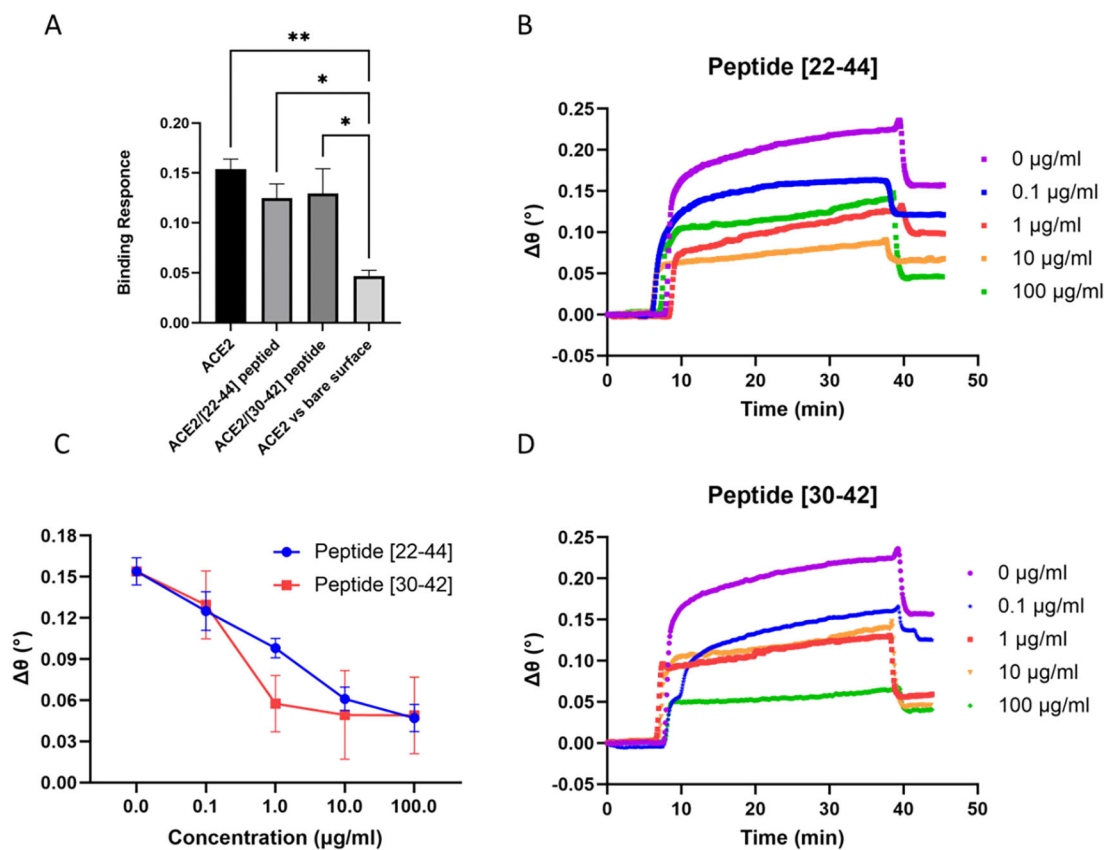 A
**
*
*
0.20
0.15
0.10
0.05
0.00
Binding Responce
ACE2
ACE2/[22-44] peptied
ACE2/[30-42] peptide
ACE2 vs bare surface
B
Peptide [22-44]
0.25
0.20
0.15
0.10
0.05
0.00
-0.05
Δθ (°)
0 10 20 30 40 50
Time (min)
0 µg/ml
0.1 µg/ml
1 µg/ml
10 µg/ml
100 µg/ml
C
0.18
0.15
0.12
0.09
0.06
0.03
0.00
Δθ (°)
Peptide [22-44]
Peptide [30-42]
0.0 0.1 1.0 10.0 100.0
Concentration (µg/ml)
D
Peptide [30-42]
0.25
0.20
0.15
0.10
0.05
0.00
-0.05
Δθ (°)
0 10 20 30 40 50
Time (min)
0 µg/ml
0.1 µg/ml
1 µg/ml
10 µg/ml
100 µg/ml